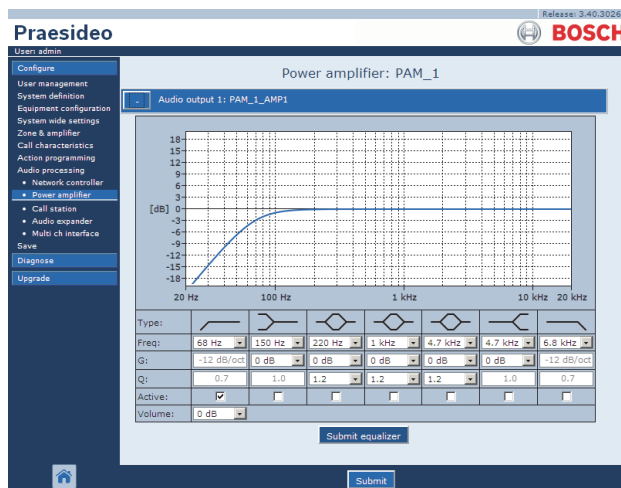 Release: 3.40.3026
Praesideo
BOSCH
User: admin
Configure
User management
System definition
Equipment configuration
System wide settings
Zone & amplifier
Call characteristics
Action programming
Audio processing
• Network controller
• Power amplifier
• Call station
• Audio expander
• Multi ch interface
Save
Diagnose
Upgrade
Power amplifier: PAM_1
- Audio output 1: PAM_1_AMP1
18
15
12
9
6
3
[dB] 0
-3
-6
-9
-12
-15
-18
20 Hz 100 Hz 1 kHz 10 kHz 20 kHz
Type:
Freq: 68 Hz 150 Hz 220 Hz 1 kHz 4.7 kHz 4.7 kHz 6.8 kHz
G: -12 dB/oct 0 dB 0 dB 0 dB 0 dB 0 dB -12 dB/oct
Q: 0.7 1.0 1.2 1.2 1.2 1.0 0.7
Active:
Volume: 0 dB
Submit equalizer
Submit